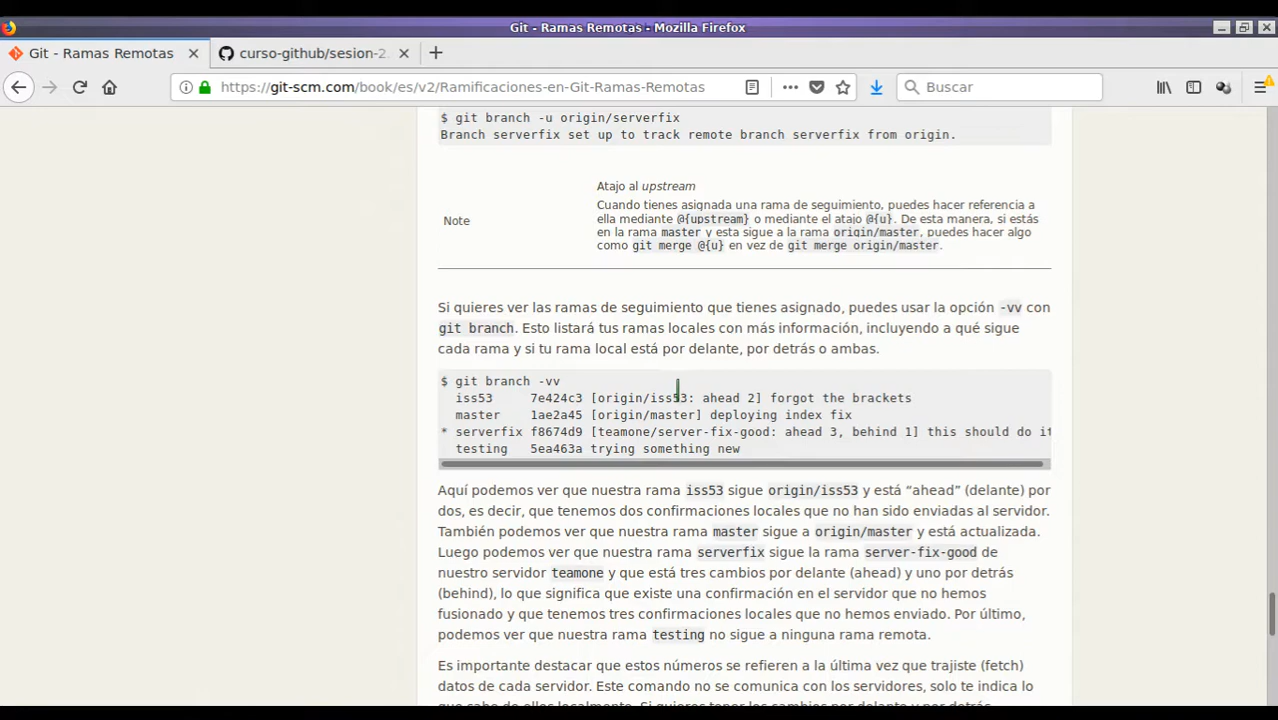 Git - Ramas Remotas - Mozilla Firefox
Git - Ramas Remotas
curso-github/sesion-2.
https://git-scm.com/book/es/v2/Ramificaciones-en-Git-Ramas-Remotas
Buscar
$ git branch -u origin/serverfix
Branch serverfix set up to track remote branch serverfix from origin.
Atajo al upstream
Note
Cuando tienes asignada una rama de seguimiento, puedes hacer referencia a
ella mediante @{upstream} o mediante el atajo @{u}. De esta manera, si estás
en la rama master y esta sigue a la rama origin/master, puedes hacer algo
como git merge @{u} en vez de git merge origin/master.
Si quieres ver las ramas de seguimiento que tienes asignado, puedes usar la opción -vv con
git branch. Esto listará tus ramas locales con más información, incluyendo a qué sigue
cada rama y si tu rama local está por delante, por detrás o ambas.
$ git branch -vv
iss53 7e424c3 [origin/iss53: ahead 2] forgot the brackets
master 1ae2a45 [origin/master] deploying index fix
* serverfix f8674d9 [teamone/server-fix-good: ahead 3, behind 1] this should do it
testing 5ea463a trying something new
Aquí podemos ver que nuestra rama iss53 sigue origin/iss53 y está “ahead” (delante) por
dos, es decir, que tenemos dos confirmaciones locales que no han sido enviadas al servidor.
También podemos ver que nuestra rama master sigue a origin/master y está actualizada.
Luego podemos ver que nuestra rama serverfix sigue la rama server-fix-good de
nuestro servidor teamone y que está tres cambios por delante (ahead) y uno por detrás
(behind), lo que significa que existe una confirmación en el servidor que no hemos
fusionado y que tenemos tres confirmaciones locales que no hemos enviado. Por último,
podemos ver que nuestra rama testing no sigue a ninguna rama remota.
Es importante destacar que estos números se refieren a la última vez que trajiste (fetch)
datos de cada servidor. Este comando no se comunica con los servidores, solo te indica lo